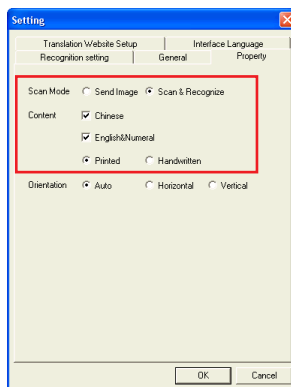 Setting
Translation Website Setup Interface Language
Recognition setting General Property
Scan Mode Send Image Scan & Recognize
Content Chinese
English&Numeral
Printed Handwritten
Orientation Auto Horizontal Vertical
OK Cancel